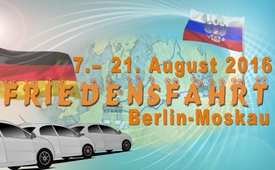 7.– 21. August 2016
FRIEDENSFAHRT
Berlin-Moskau